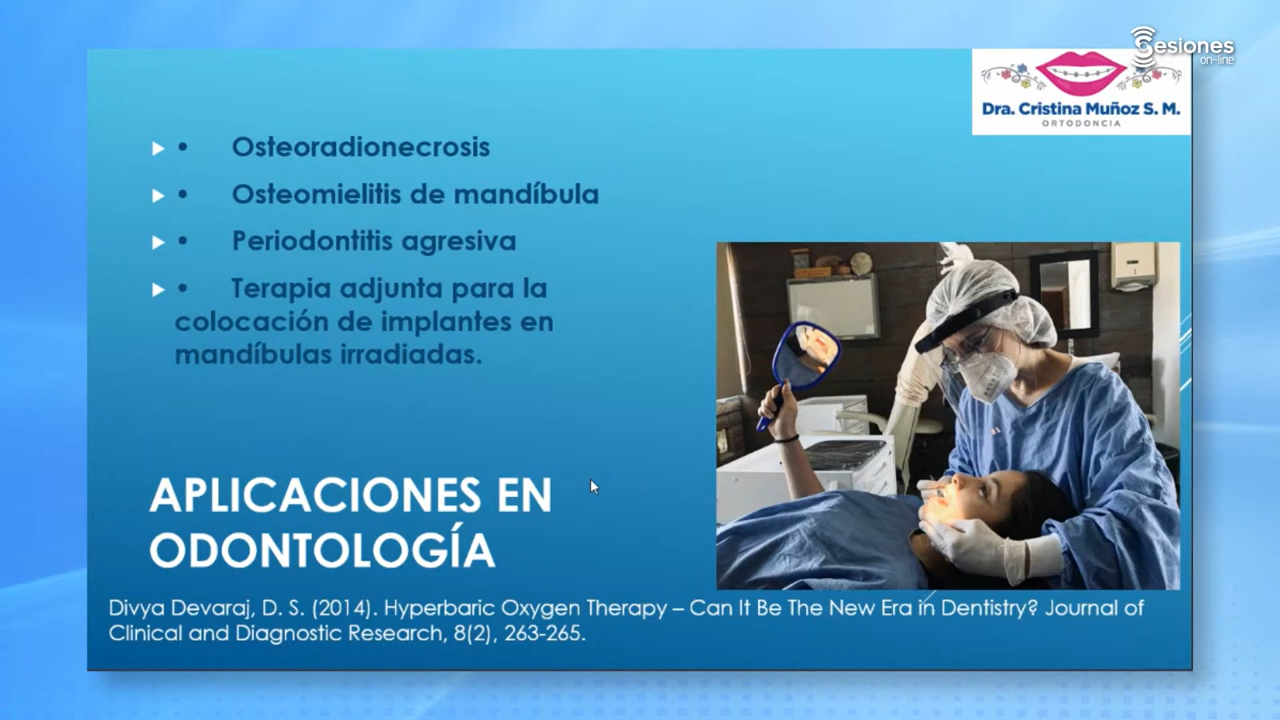 Sesiones
on-line
Dra. Cristina Muñoz S. M.
ORTODONCIA
• Osteoradionecrosis
• Osteomielitis de mandíbula
• Periodontitis agresiva
• Terapia adjunta para la
colocación de implantes en
mandíbulas irradiadas.
APLICACIONES EN
ODONTOLOGÍA
Divya Devaraj, D. S. (2014). Hyperbaric Oxygen Therapy – Can It Be The New Era in Dentistry? Journal of
Clinical and Diagnostic Research, 8(2), 263-265.